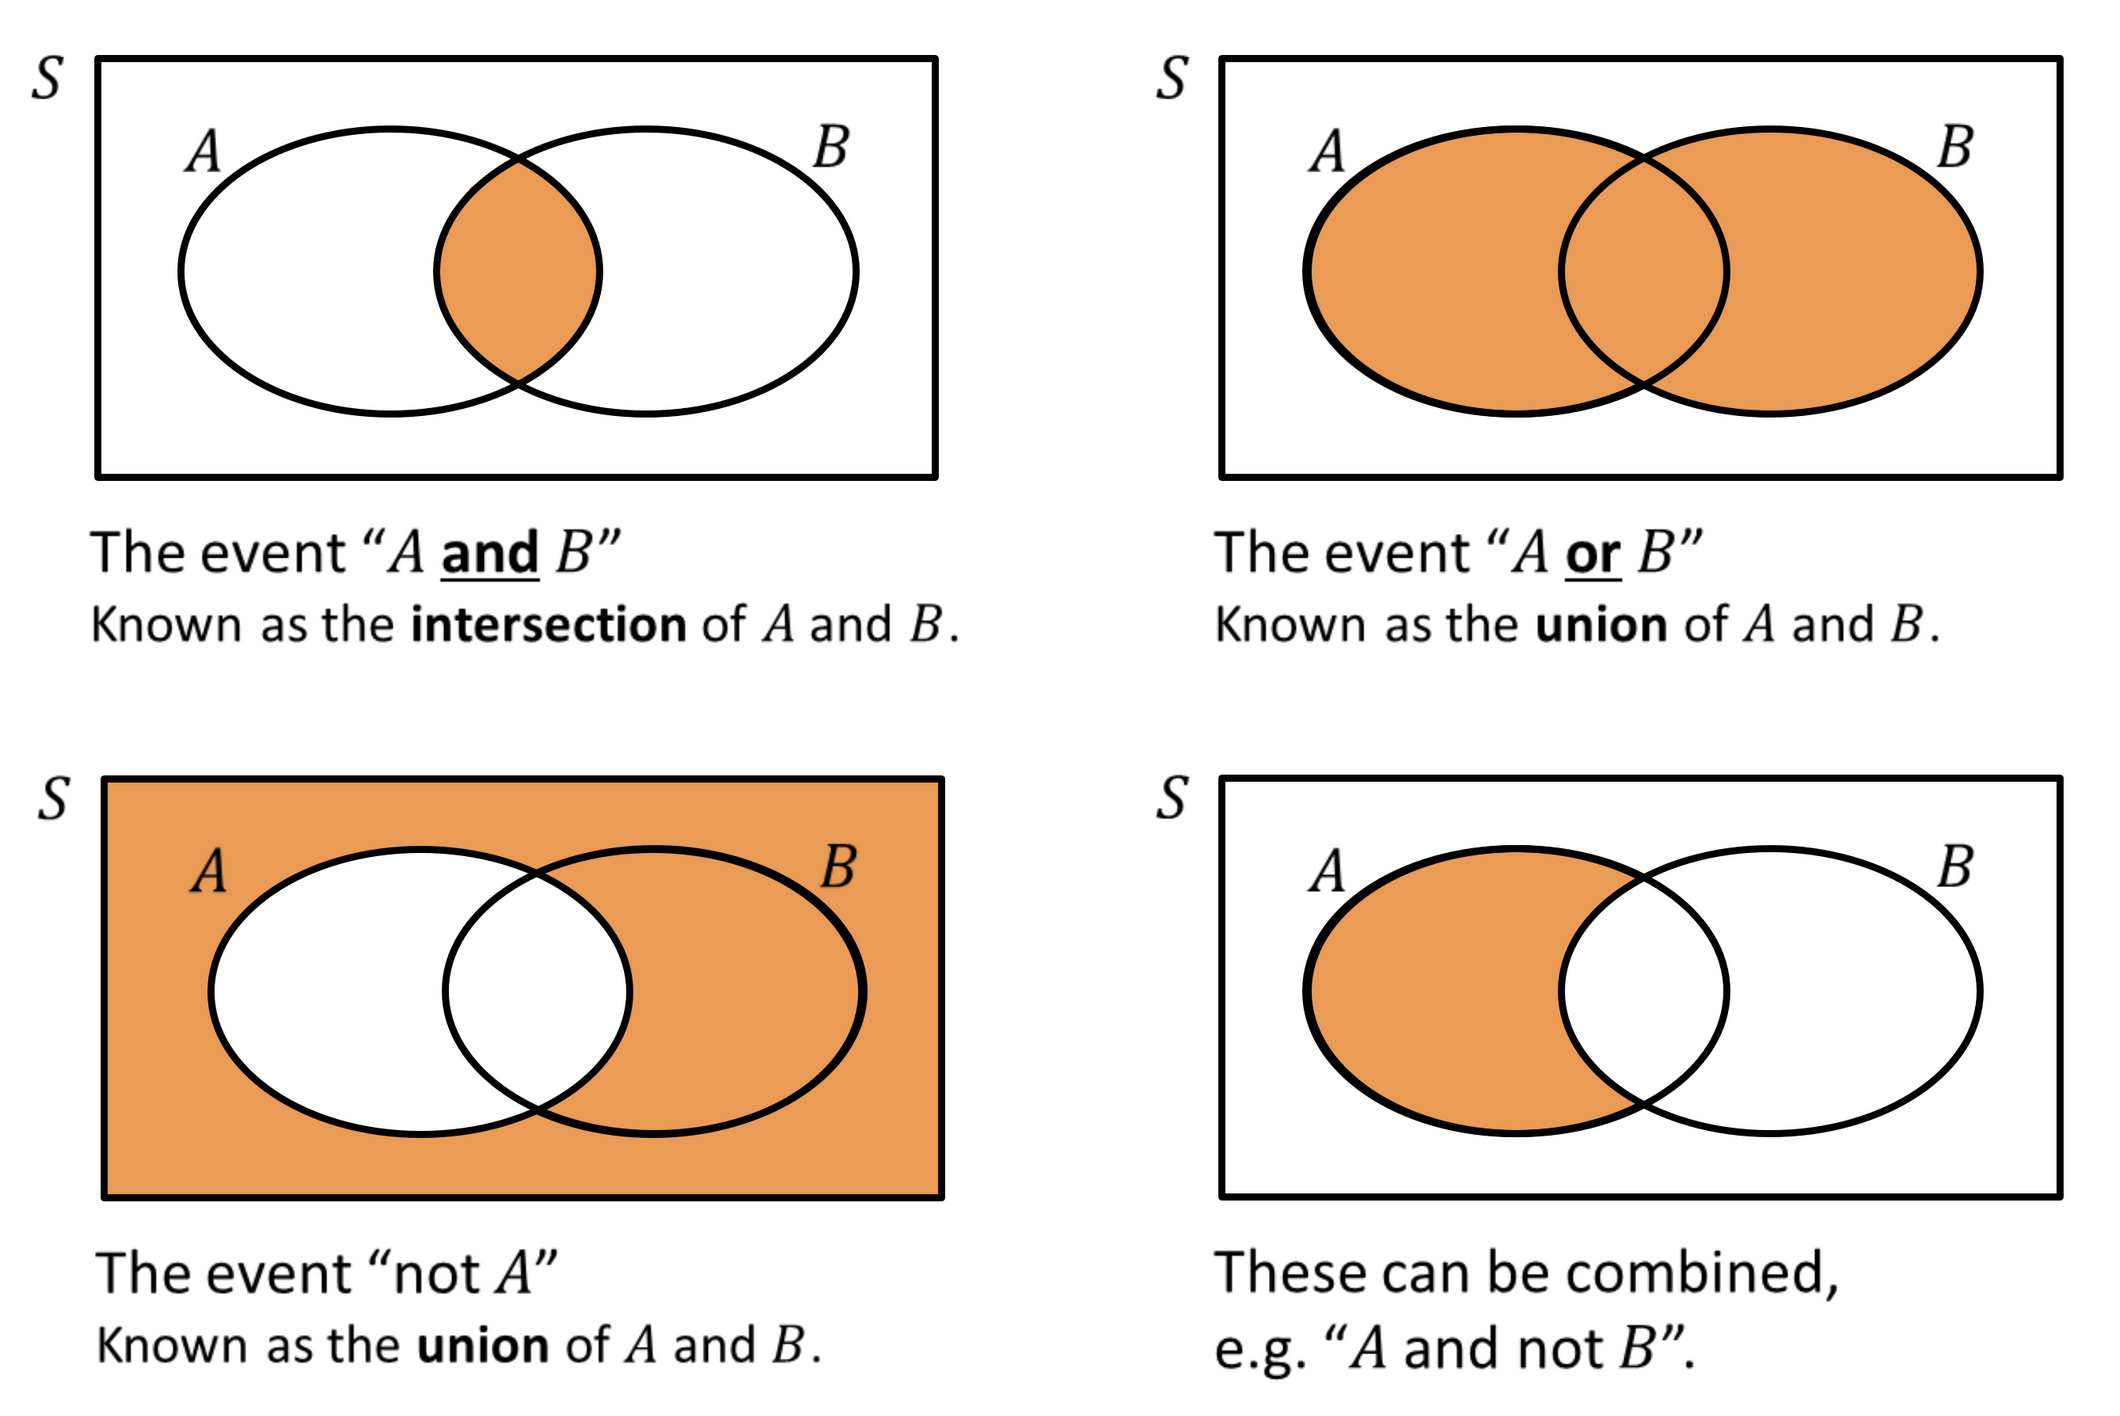 S
A
B
The event “A and B”
Known as the intersection of A and B.
S
A
B
The event “A or B”
Known as the union of A and B.
S
A
B
The event “not A”
Known as the union of A and B.
S
A
B
These can be combined,
e.g. “A and not B”.